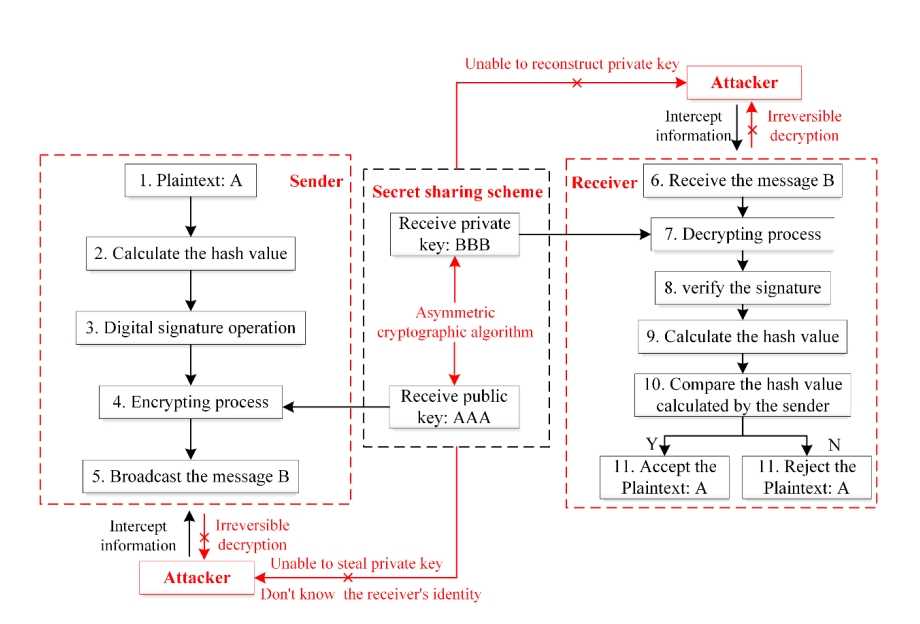 Unable to reconstruct private key
Attacker
Intercept
information
Irreversible
decryption
Sender
1. Plaintext: A
2. Calculate the hash value
3. Digital signature operation
4. Encrypting process
5. Broadcast the message B
Secret sharing scheme
Receive private
key: BBB
Asymmetric
cryptographic algorithm
Receive public
key: AAA
Receiver
6. Receive the message B
7. Decrypting process
8. verify the signature
9. Calculate the hash value
10. Compare the hash value
calculated by the sender
Y
N
11. Accept the
Plaintext: A
11. Reject the
Plaintext: A
Intercept
information
Irreversible
decryption
Attacker
Unable to steal private key
Don't know the receiver's identity